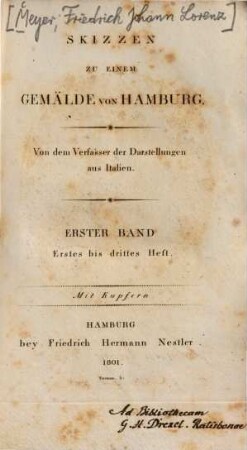 [Meyer, Friedrich Johann Lorenz]
SKIZZEN
ZU EINEM
GEMÄLDE VON HAMBURG.
Von dem Verfasser der Darstellungen
aus Italien.
ERSTER BAND
Erstes bis drittes Heft.
Mit Kupfern
HAMBURG
bey Friedrich Hermann Nestler
1801.
Ad Bibliothecam
G. H. Drexel. Ratisbonae